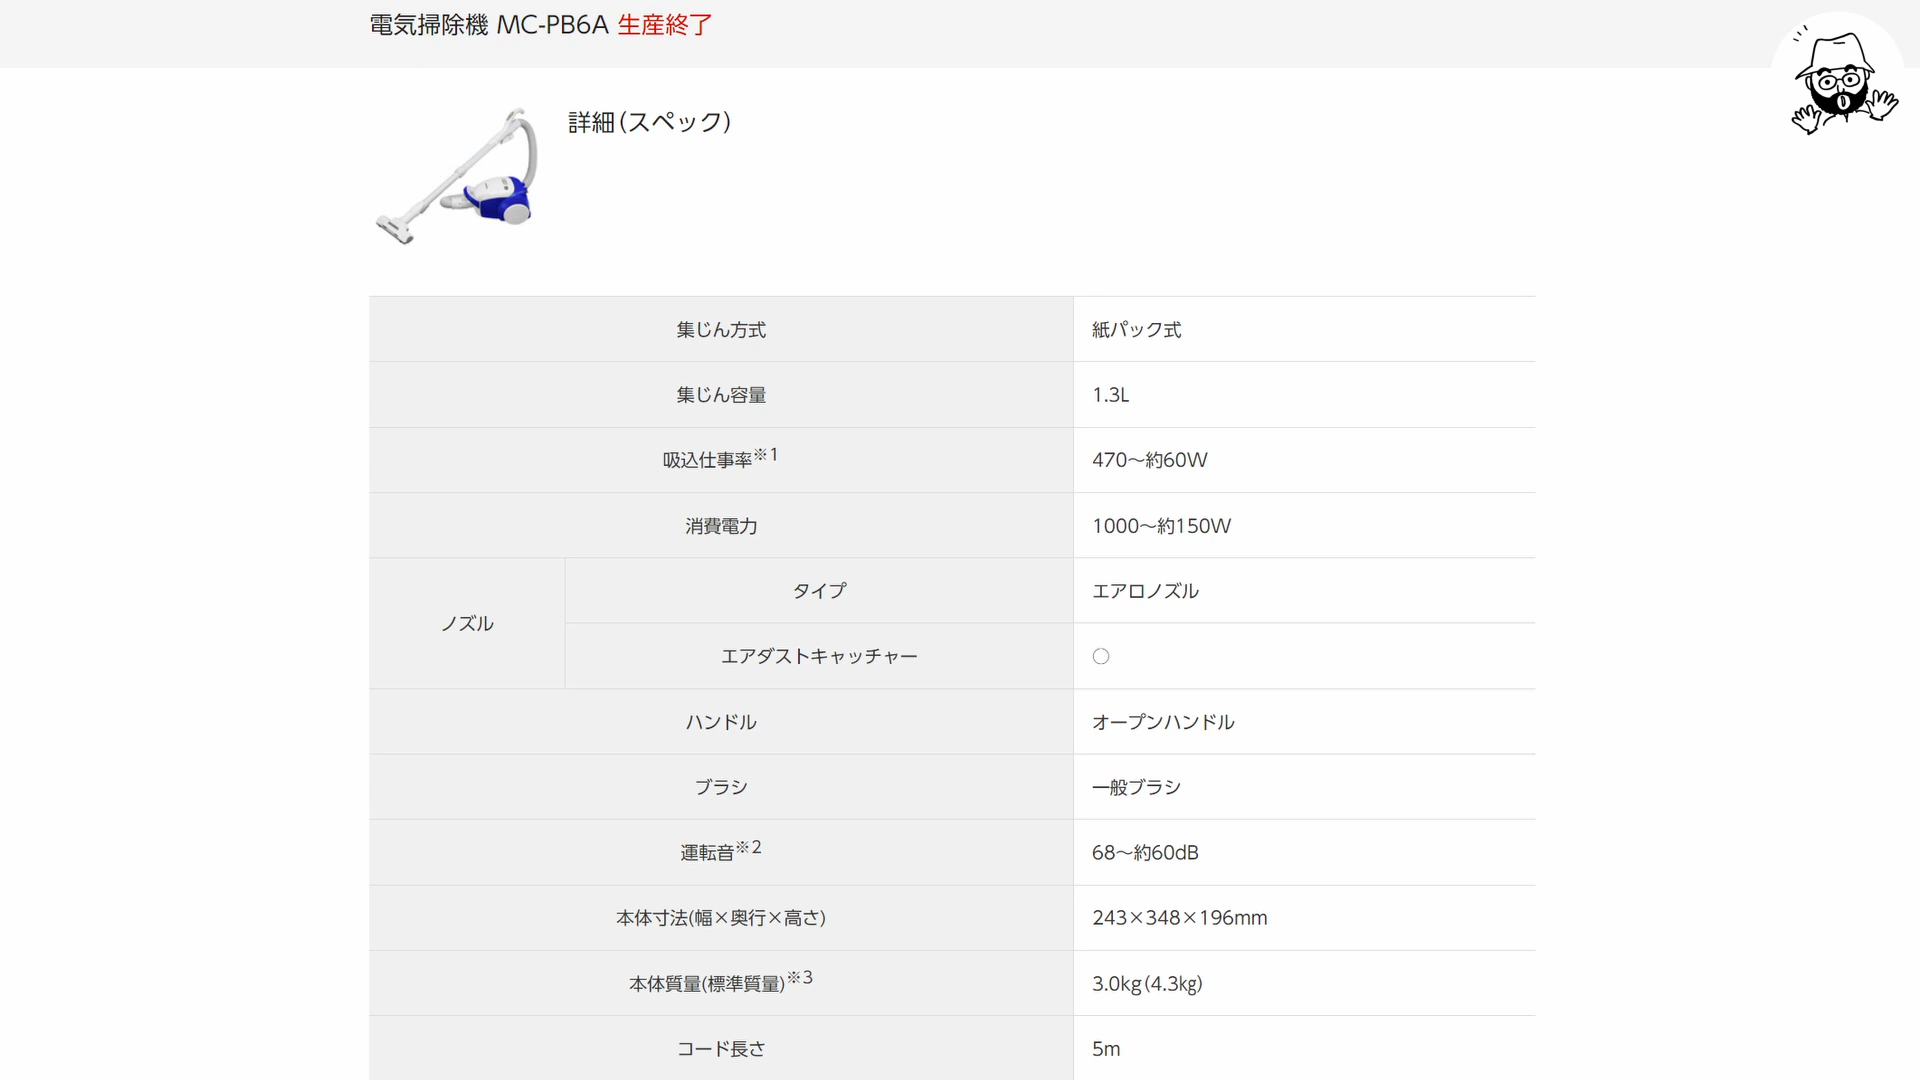 電気掃除機 MC-PB6A 生産終了
詳細(スペック)
集じん方式 紙パック式
集じん容量 1.3L
吸込仕事率※1 470～約60W
消費電力 1000～約150W
ノズル タイプ エアロノズル
エアダストキャッチャー ○
ハンドル オープンハンドル
ブラシ 一般ブラシ
運転音※2 68～約60dB
本体寸法(幅×奥行×高さ) 243×348×196mm
本体質量(標準質量)※3 3.0kg(4.3kg)
コード長さ 5m